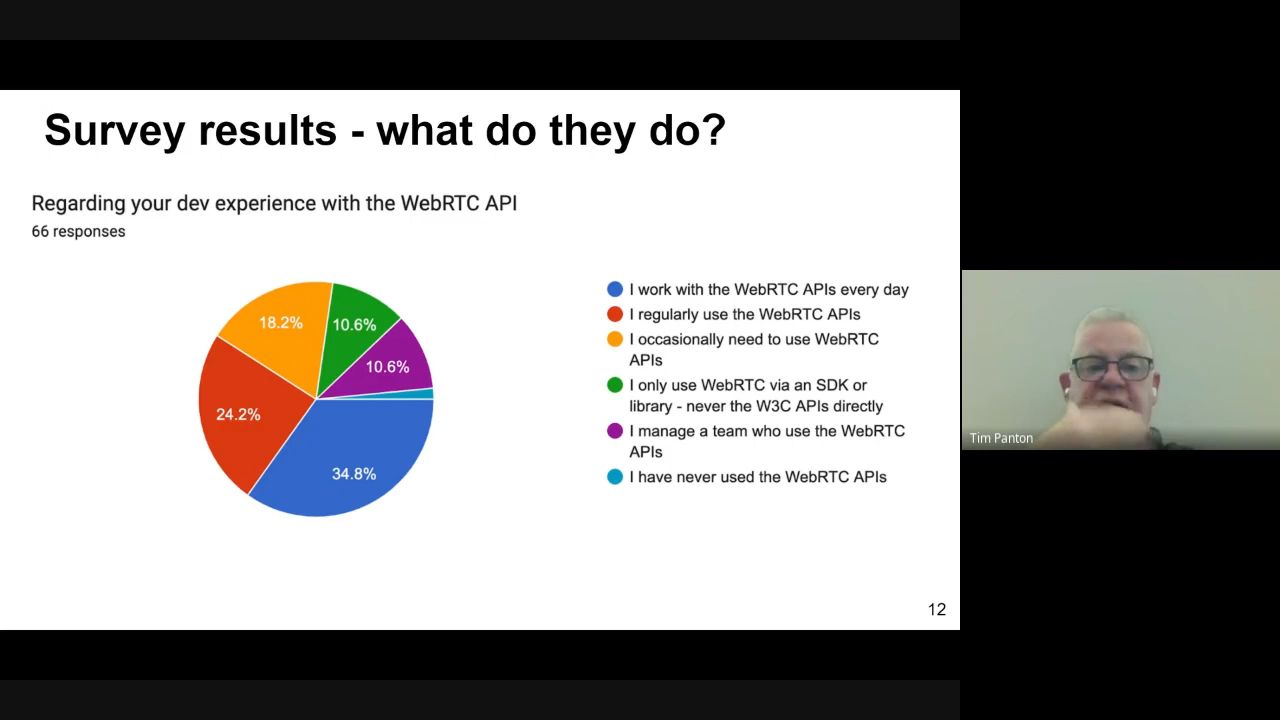 Survey results - what do they do?
Regarding your dev experience with the WebRTC API
66 responses
18.2%
10.6%
10.6%
24.2%
34.8%
I work with the WebRTC APIs every day
I regularly use the WebRTC APIs
I occasionally need to use WebRTC
APIs
I only use WebRTC via an SDK or
library - never the W3C APIs directly
I manage a team who use the WebRTC
APIs
I have never used the WebRTC APIs
Tim Panton
12